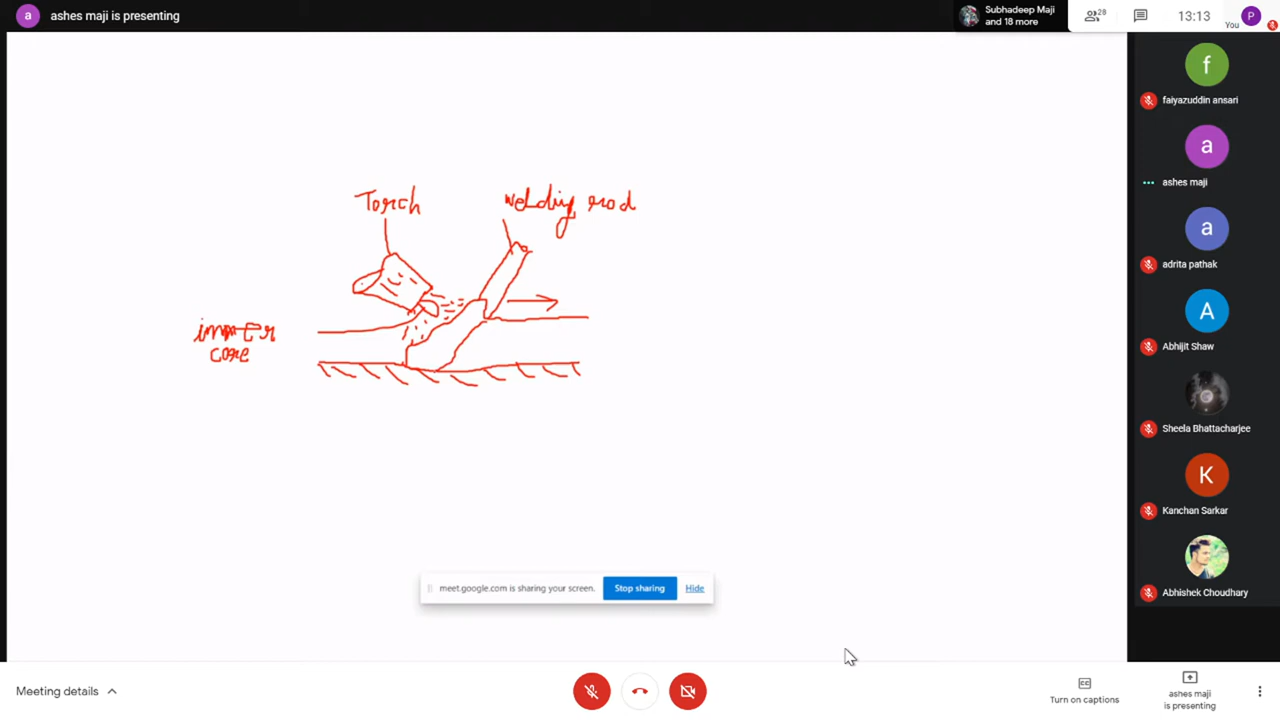 a ashes maji is presenting
Subhadeep Maji
and 18 more
28
13:13
You
P
f
faiyazuddin ansari
a
ashes maji
a
adrita pathak
A
Abhijit Shaw
Sheela Bhattacharjee
K
Kanchan Sarkar
Abhishek Choudhary
Torch
welding rod
core
meet.google.com is sharing your screen. Stop sharing Hide
Meeting details
CC
Turn on captions
ashes maji
is presenting